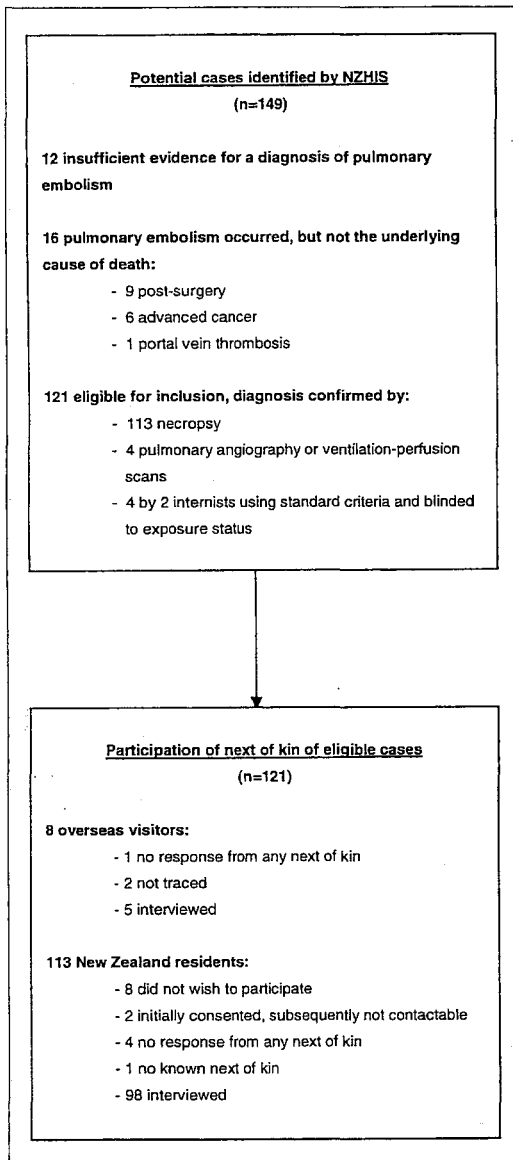 Potential cases identified by NZHIS
(n=149)
12 insufficient evidence for a diagnosis of pulmonary
embolism
16 pulmonary embolism occurred, but not the underlying
cause of death:
- 9 post-surgery
- 6 advanced cancer
- 1 portal vein thrombosis
121 eligible for inclusion, diagnosis confirmed by:
- 113 necropsy
- 4 pulmonary angiography or ventilation-perfusion
scans
- 4 by 2 internists using standard criteria and blinded
to exposure status
Participation of next of kin of eligible cases
(n=121)
8 overseas visitors:
- 1 no response from any next of kin
- 2 not traced
- 5 interviewed
113 New Zealand residents:
- 8 did not wish to participate
- 2 initially consented, subsequently not contactable
- 4 no response from any next of kin
- 1 no known next of kin
- 98 interviewed